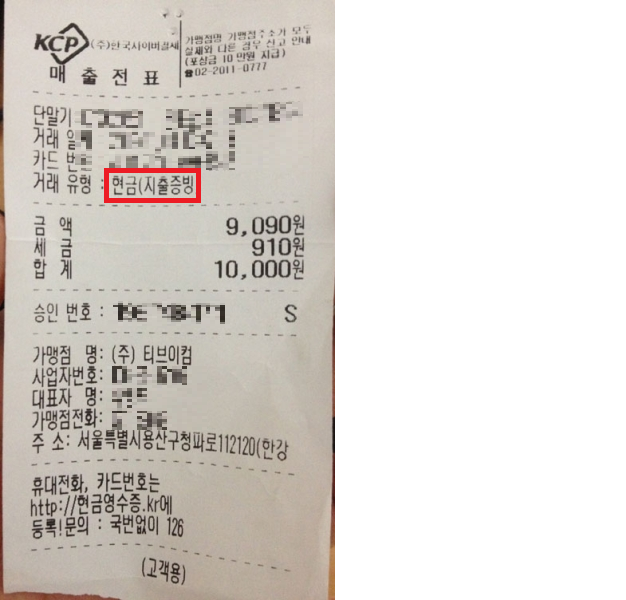 KCP (주)한국사이버결제
매 출 전 표
가맹점명 가맹점주소가 모두
실제와 다른 경우 신고 안내
(포상금 10만원 지급)
☎02-2011-0777
단말기
거래 일
카드 번
거래 유형 : 현금(지출증빙
금 액 9,090원
세 금 910원
합 계 10,000원
승인 번호 : S
가맹점 명: (주) 티브이컴
사업자번호:
대표자 명:
가맹점전화:
주 소: 서울특별시용산구청파로112120(한강
휴대전화, 카드번호는
http://현금영수증.kr에
등록!문의 : 국번없이 126
(고객용)